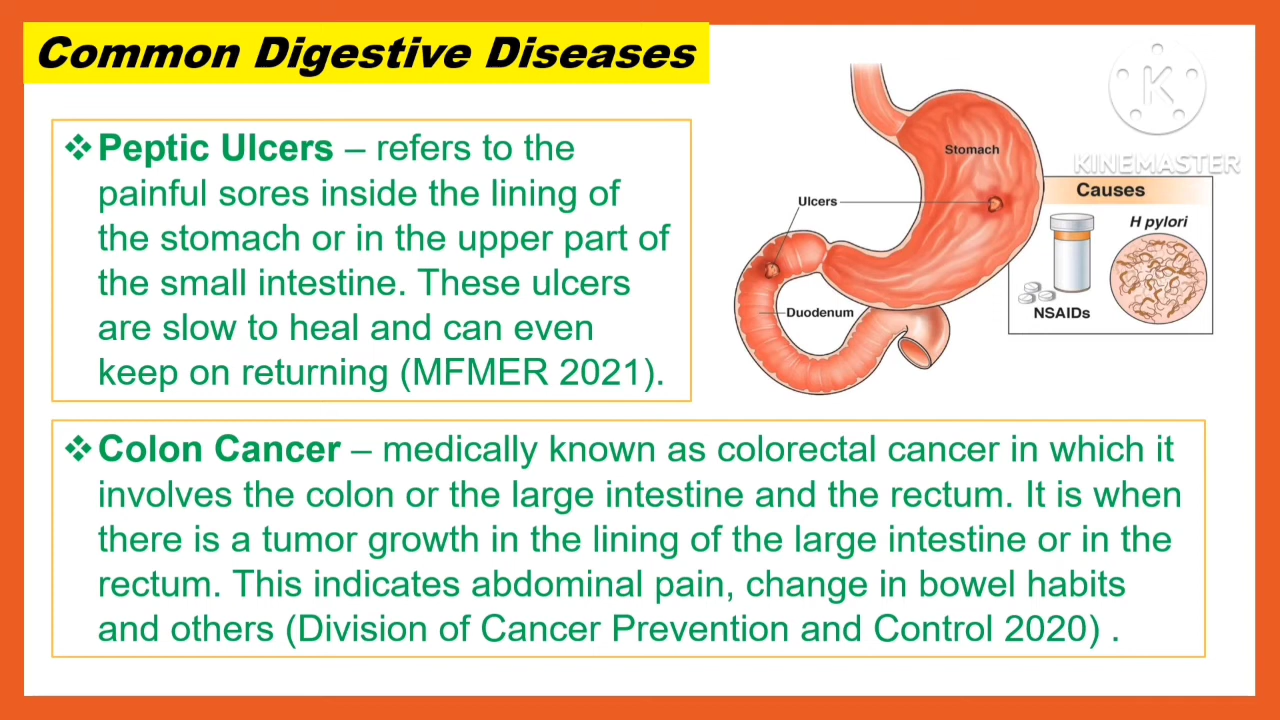 Common Digestive Diseases
❖Peptic Ulcers – refers to the
painful sores inside the lining of
the stomach or in the upper part of
the small intestine. These ulcers
are slow to heal and can even
keep on returning (MFMER 2021).
Stomach
Ulcers
Duodenum
K
KINEMASTER
Causes
H pylori
NSAIDs
❖Colon Cancer – medically known as colorectal cancer in which it
involves the colon or the large intestine and the rectum. It is when
there is a tumor growth in the lining of the large intestine or in the
rectum. This indicates abdominal pain, change in bowel habits
and others (Division of Cancer Prevention and Control 2020) .